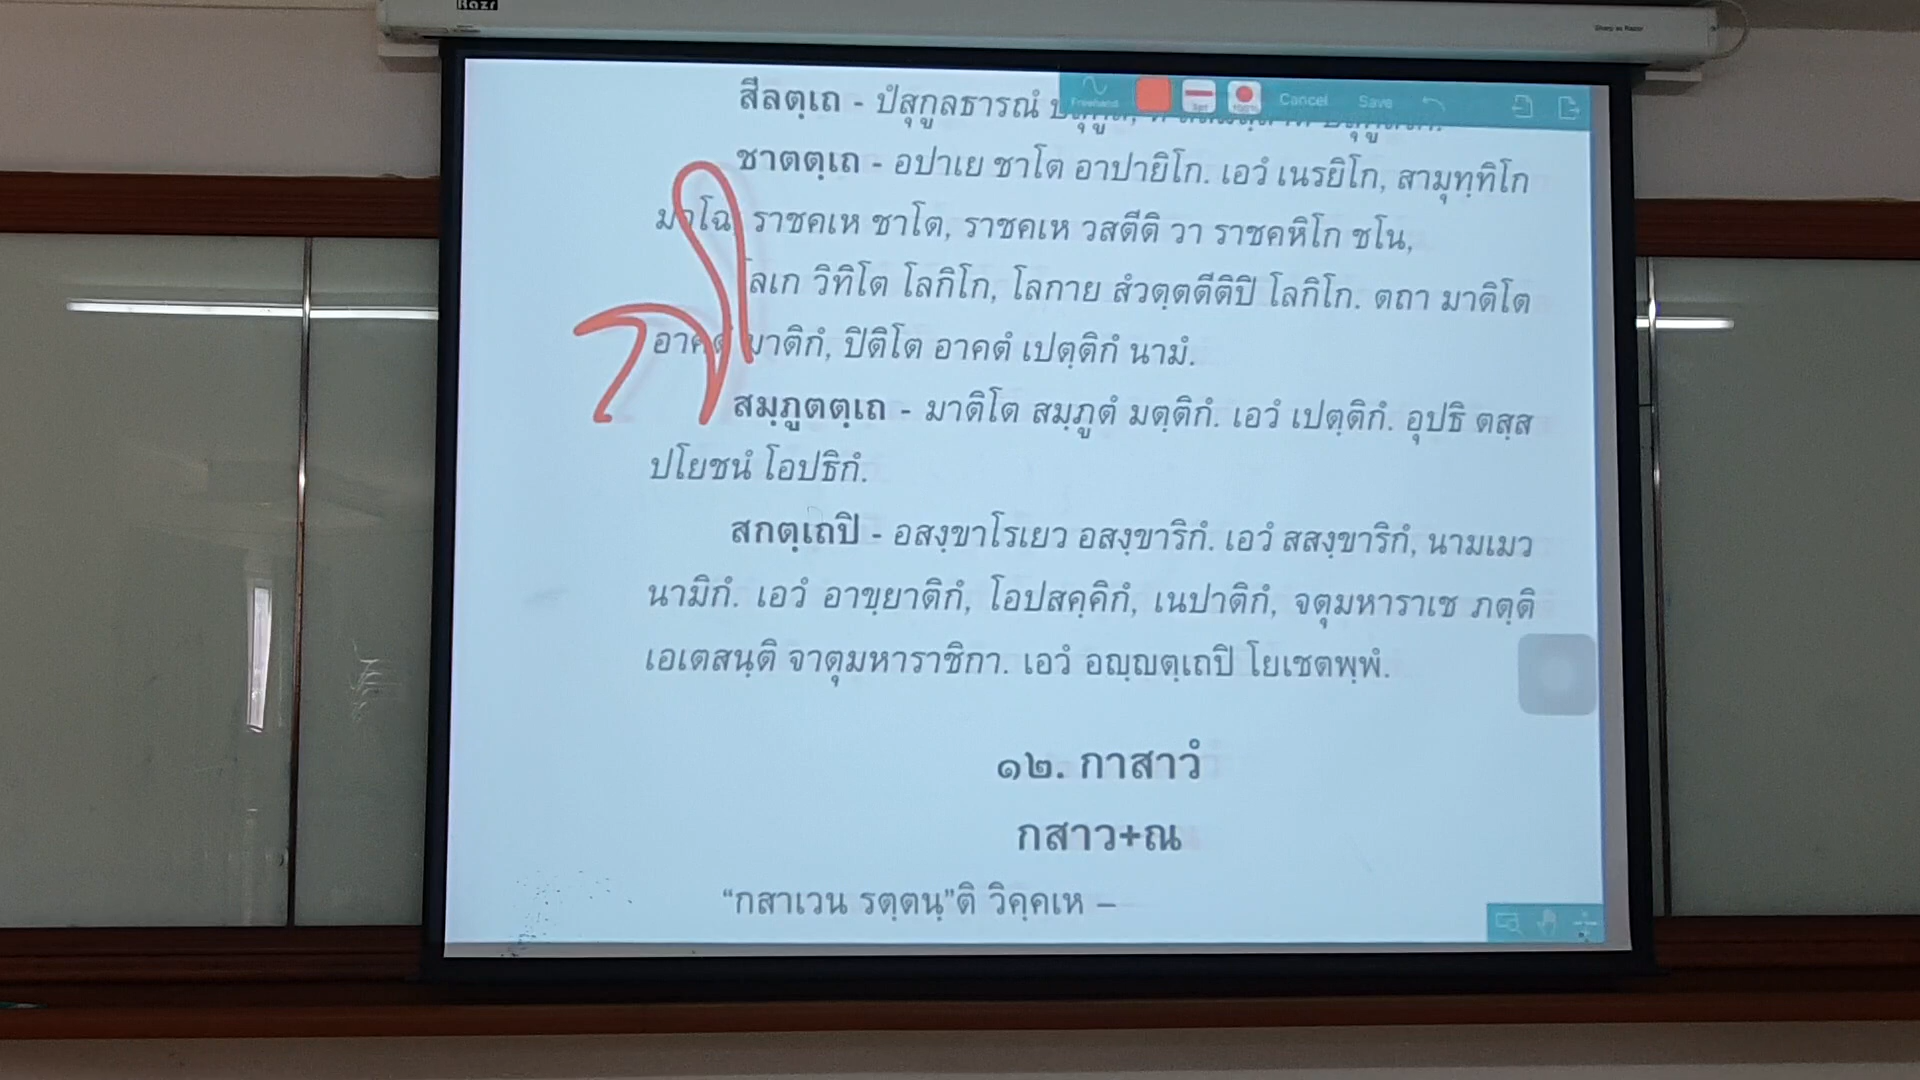 Razr
Sharp as Razor
Freehand 3pt 100% Cancel Save
สีลตฺเถ - ปํสุกูลธารณํ
ชาตตฺเถ - อปาเย ชาโต อาปายิโก. เอวํ เนรยิโก, สามุทฺทิโก
ราชคเห ชาโต, ราชคเห วสตีติ วา ราชคหิโก ชโน,
โลเก วิทิโต โลกิโก, โลกาย สํวตฺตตีติปิ โลกิโก. ตถา มาติโต
อาคตํ มาติกํ, ปิติโต อาคตํ เปตฺติกํ นามํ.
สมฺภูตตฺเถ - มาติโต สมฺภูตํ มตฺติกํ. เอวํ เปตฺติกํ. อุปธิ ตสฺส
ปโยชนํ โอปธิกํ.
สกตฺเถปิ - อสงฺขาโรเยว อสงฺขาริกํ. เอวํ สสงฺขาริกํ, นามเมว
นามิกํ. เอวํ อาขฺยาติกํ, โอปสคฺคิกํ, เนปาติกํ, จตุมหาราเช ภตฺติ
เอเตสนฺติ จาตุมหาราชิกา. เอวํ อญฺญตฺเถปิ โยเชตพฺพํ.
๑๒. กาสาวํ
กสาว+ณ
“กสาเวน รตฺตนฺ”ติ วิคฺคเห –